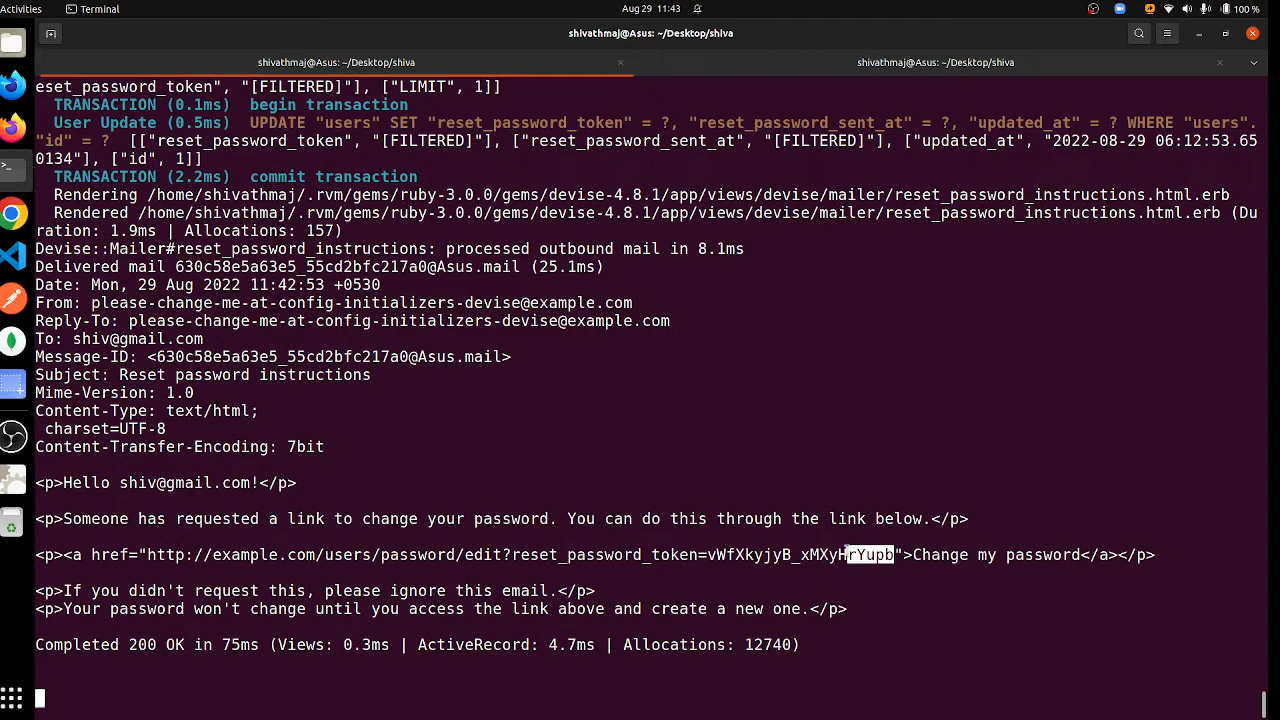 Activities
Terminal
Aug 29 11:43
100 %
shivathmaj@Asus: ~/Desktop/shiva
shivathmaj@Asus: ~/Desktop/shiva
shivathmaj@Asus: ~/Desktop/shiva
eset_password_token", "[FILTERED]"], ["LIMIT", 1]]
TRANSACTION (0.1ms)  begin transaction
User Update (0.5ms)  UPDATE "users" SET "reset_password_token" = ?, "reset_password_sent_at" = ?, "updated_at" = ? WHERE "users".
"id" = ?  [["reset_password_token", "[FILTERED]"], ["reset_password_sent_at", "[FILTERED]"], ["updated_at", "2022-08-29 06:12:53.65
0134"], ["id", 1]]
TRANSACTION (2.2ms)  commit transaction
Rendering /home/shivathmaj/.rvm/gems/ruby-3.0.0/gems/devise-4.8.1/app/views/devise/mailer/reset_password_instructions.html.erb
Rendered /home/shivathmaj/.rvm/gems/ruby-3.0.0/gems/devise-4.8.1/app/views/devise/mailer/reset_password_instructions.html.erb (Du
ration: 1.9ms | Allocations: 157)
Devise::Mailer#reset_password_instructions: processed outbound mail in 8.1ms
Delivered mail 630c58e5a63e5_55cd2bfc217a0@Asus.mail (25.1ms)
Date: Mon, 29 Aug 2022 11:42:53 +0530
From: please-change-me-at-config-initializers-devise@example.com
Reply-To: please-change-me-at-config-initializers-devise@example.com
To: shiv@gmail.com
Message-ID: <630c58e5a63e5_55cd2bfc217a0@Asus.mail>
Subject: Reset password instructions
Mime-Version: 1.0
Content-Type: text/html;
charset=UTF-8
Content-Transfer-Encoding: 7bit
<p>Hello shiv@gmail.com!</p>
<p>Someone has requested a link to change your password. You can do this through the link below.</p>
<p><a href="http://example.com/users/password/edit?reset_password_token=vWfXkyjyB_xMXyHrYupb">Change my password</a></p>
<p>If you didn't request this, please ignore this email.</p>
<p>Your password won't change until you access the link above and create a new one.</p>
Completed 200 OK in 75ms (Views: 0.3ms | ActiveRecord: 4.7ms | Allocations: 12740)